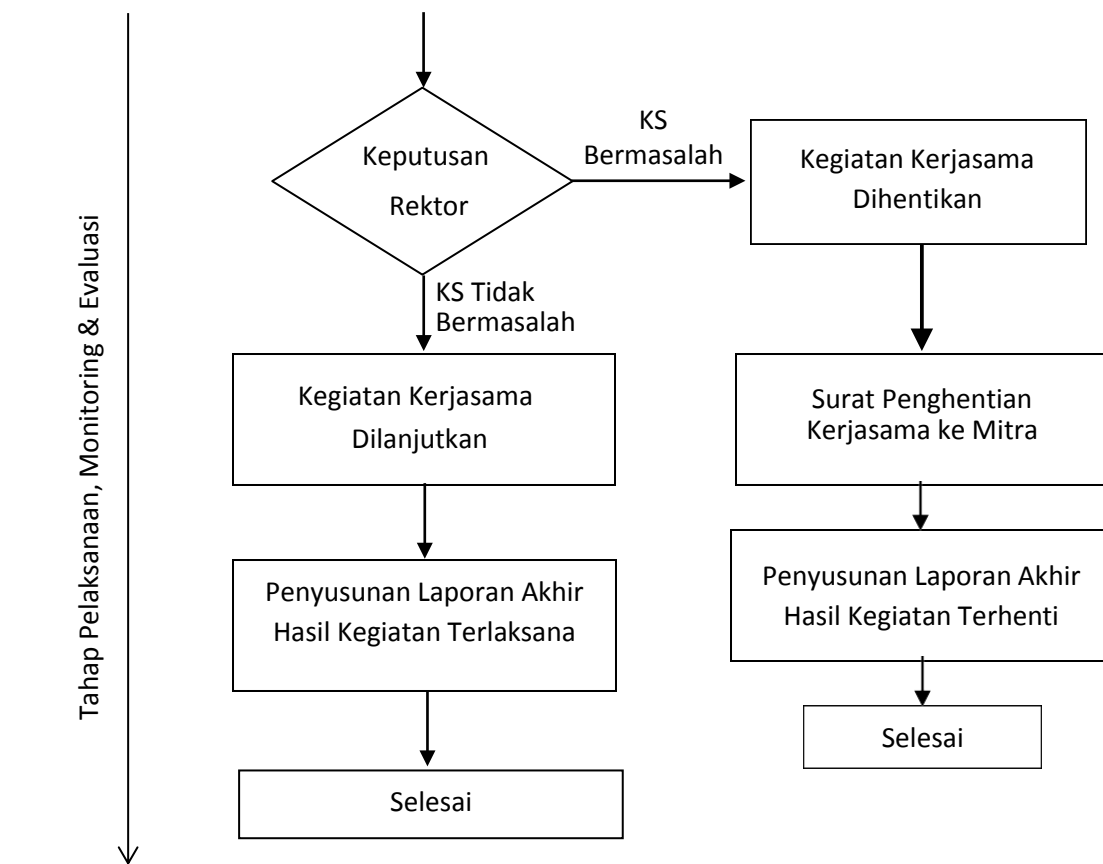 Tahap Pelaksanaan, Monitoring & Evaluasi
Keputusan
Rektor
KS
Bermasalah
Kegiatan Kerjasama
Dihentikan
KS Tidak
Bermasalah
Kegiatan Kerjasama
Dilanjutkan
Surat Penghentian
Kerjasama ke Mitra
Penyusunan Laporan Akhir
Hasil Kegiatan Terlaksana
Penyusunan Laporan Akhir
Hasil Kegiatan Terhenti
Selesai
Selesai